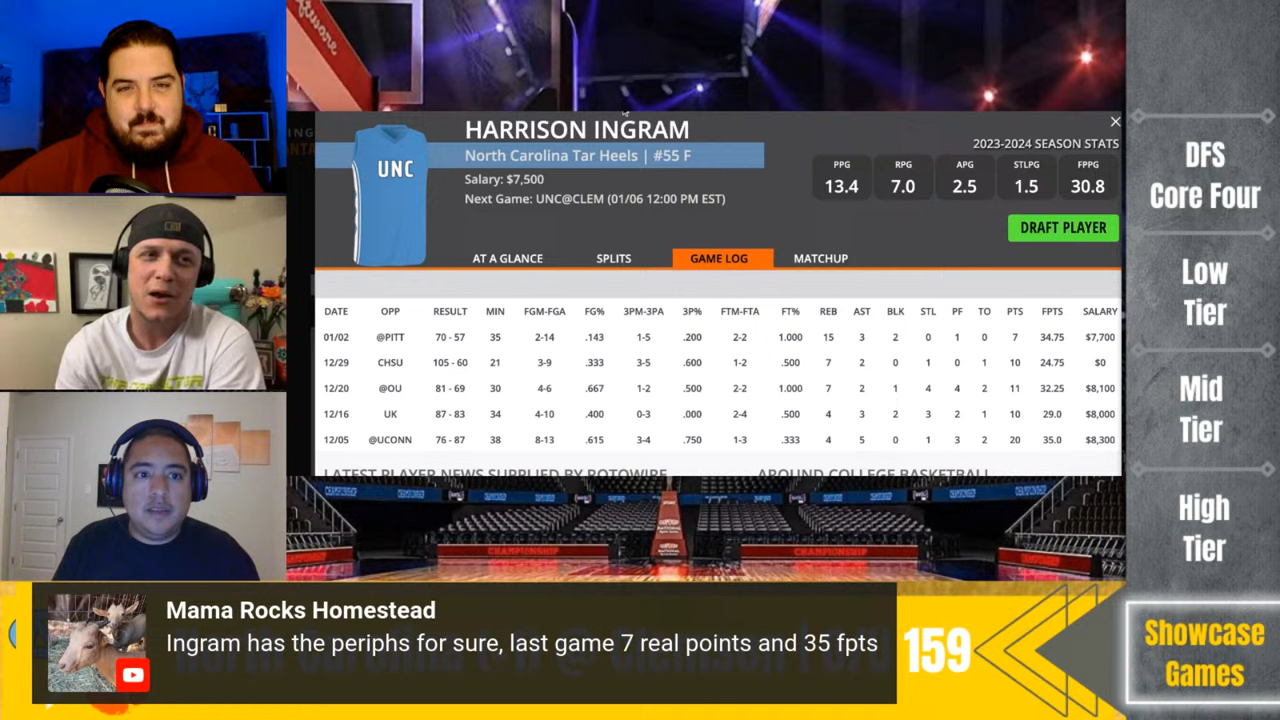 HARRISON INGRAM
North Carolina Tar Heels | #55 F
Salary: $7,500
Next Game: UNC@CLEM (01/06 12:00 PM EST)
UNC
2023-2024 SEASON STATS
PPG RPG APG STLPG FPPG
13.4 7.0 2.5 1.5 30.8
DRAFT PLAYER
AT A GLANCE SPLITS GAME LOG MATCHUP
DATE OPP RESULT MIN FGM-FGA FG% 3PM-3PA 3P% FTM-FTA FT% REB AST BLK STL PF TO PTS FPTS SALARY
01/02 @PITT 70 - 57 35 2-14 .143 1-5 .200 2-2 1.000 15 3 2 0 1 0 7 34.75 $7,700
12/29 CHSU 105 - 60 21 3-9 .333 3-5 .600 1-2 .500 7 2 0 1 0 1 10 24.75 $0
12/20 @OU 81 - 69 30 4-6 .667 1-2 .500 2-2 1.000 7 2 1 4 4 2 11 32.25 $8,100
12/16 UK 87 - 83 34 4-10 .400 0-3 .000 2-4 .500 4 3 2 3 2 1 10 29.0 $8,000
12/05 @UCONN 76 - 87 38 8-13 .615 3-4 .750 1-3 .333 4 5 0 1 3 2 20 35.0 $8,300
LATEST PLAYER NEWS SUPPLIED BY ROTOWIRE AROUND COLLEGE BASKETBALL
CHAMPIONSHIP CHAMPIONSHIP
DFS
Core Four
Low
Tier
Mid
Tier
High
Tier
Showcase
Games
Mama Rocks Homestead
Ingram has the periphs for sure, last game 7 real points and 35 fpts
159